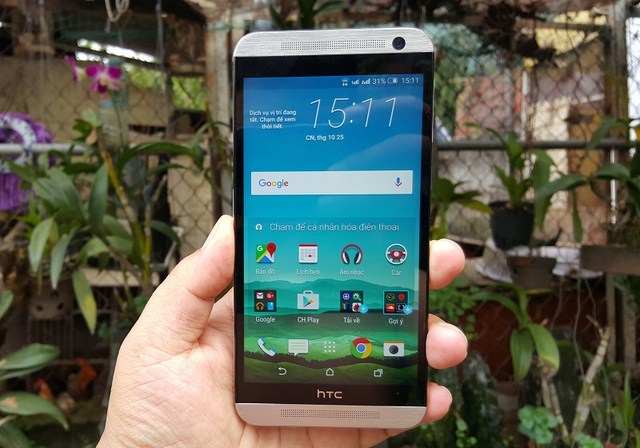 31% 15:11
Dịch vụ vị trí đang
tắt. Chạm để xem
thời tiết.
15:11
CN, thg 10 25
Google
Chạm để cá nhân hóa điện thoại
Bản đồ Lịch hẹn Âm nhạc Car
Google CH Play Tải về Gợi ý
hTC